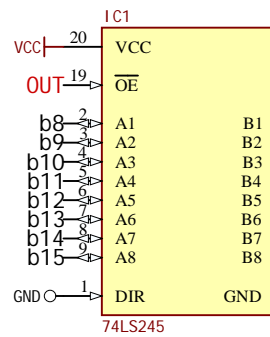 IC1
VCC 20 VCC
OUT 19 OE
b8 2 A1 B1
b9 3 A2 B2
b10 4 A3 B3
b11 5 A4 B4
b12 6 A5 B5
b13 7 A6 B6
b14 8 A7 B7
b15 9 A8 B8
GND 1 DIR GND
74LS245